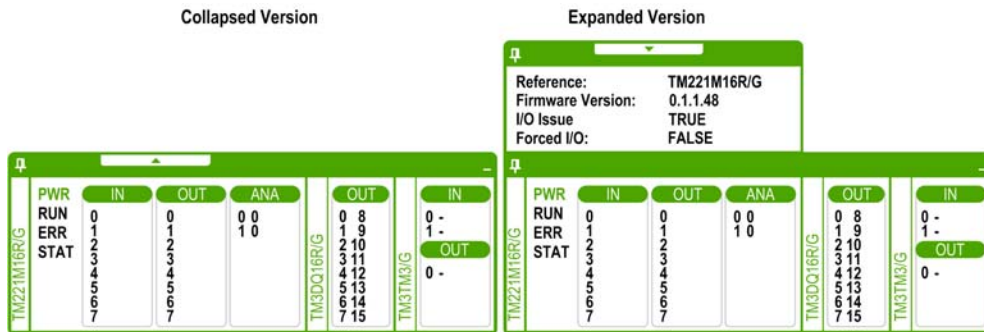 Collapsed Version
TM221M16R/G
PWR
RUN
ERR
STAT
IN
0
1
2
3
4
5
6
7
OUT
0
1
2
3
4
5
6
7
ANA
0 0
1 0
TM3DQ16R/G
OUT
0 8
1 9
2 10
3 11
4 12
5 13
6 14
7 15
TM3TM3/G
IN
0 -
1 -
OUT
0 -
Expanded Version
Reference: TM221M16R/G
Firmware Version: 0.1.1.48
I/O Issue TRUE
Forced I/O: FALSE
TM221M16R/G
PWR
RUN
ERR
STAT
IN
0
1
2
3
4
5
6
7
OUT
0
1
2
3
4
5
6
7
ANA
0 0
1 0
TM3DQ16R/G
OUT
0 8
1 9
2 10
3 11
4 12
5 13
6 14
7 15
TM3TM3/G
IN
0 -
1 -
OUT
0 -